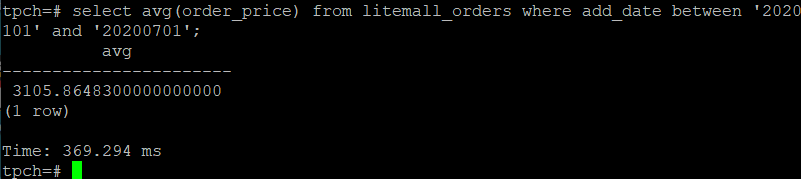 tpch=# select avg(order_price) from litemall_orders where add_date between '2020
101' and '20200701';
avg
-----------------------
3105.8648300000000000
(1 row)
Time: 369.294 ms
tpch=#